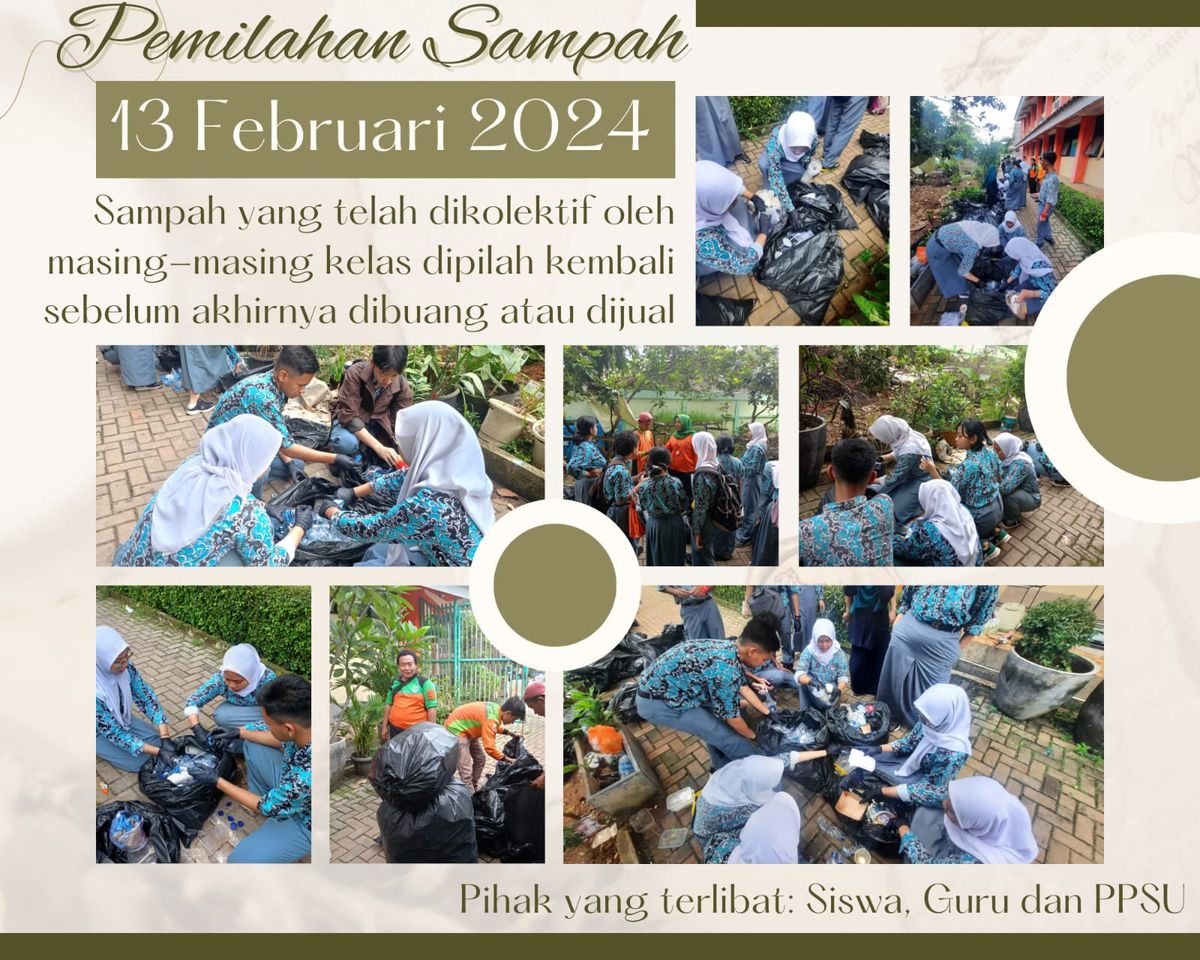 Pemilahan Sampah
13 Februari 2024
Sampah yang telah dikolektif oleh
masing-masing kelas dipilah kembali
sebelum akhirnya dibuang atau dijual
Pihak yang terlibat: Siswa, Guru dan PPSU